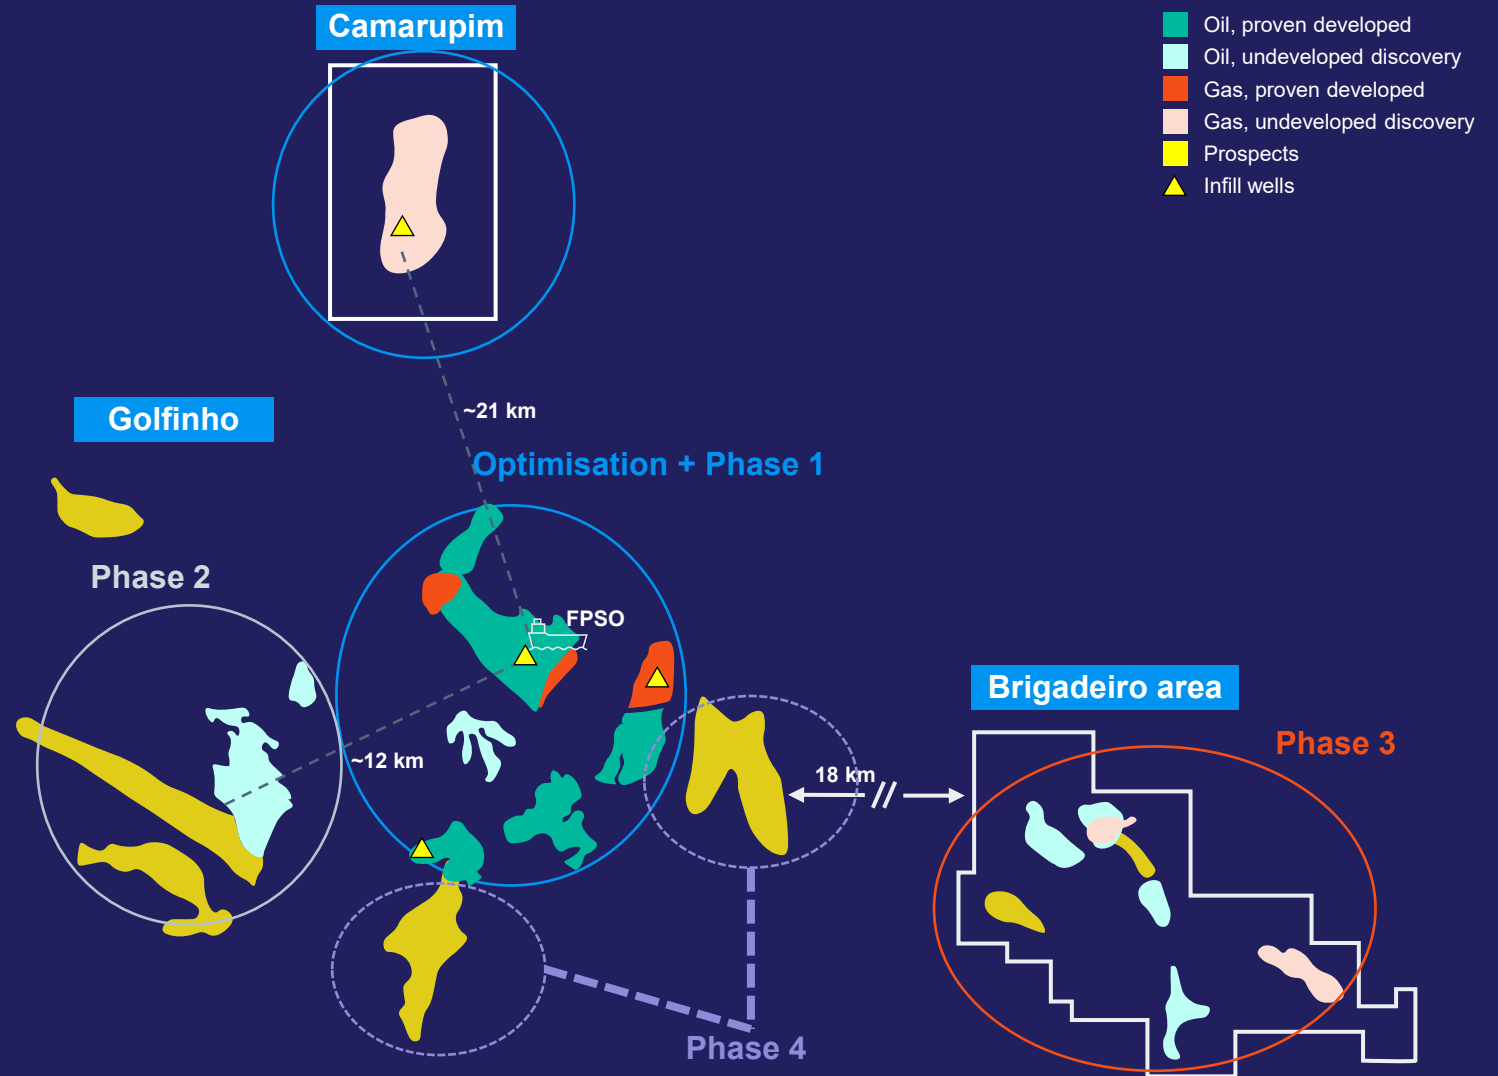 Camarupim
Oil, proven developed
Oil, undeveloped discovery
Gas, proven developed
Gas, undeveloped discovery
Prospects
Infill wells
~21 km
Golfinho
Optimisation + Phase 1
Phase 2
FPSO
Brigadeiro area
Phase 3
~12 km
18 km
Phase 4